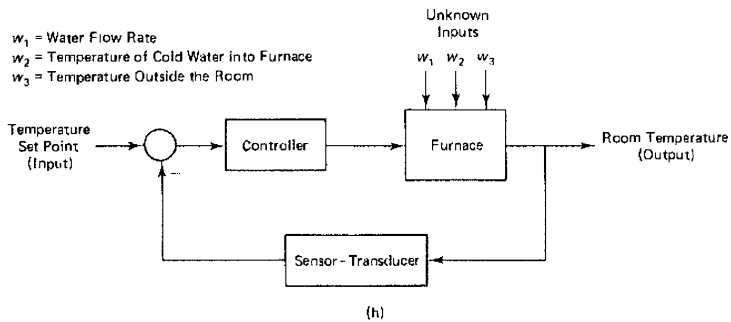 w1 = Water Flow Rate
w2 = Temperature of Cold Water into Furnace
w3 = Temperature Outside the Room
Unknown
Inputs
w1 w2 w3
Temperature
Set Point
(Input)
Controller
Furnace
Room Temperature
(Output)
−
Sensor - Transducer
(h)